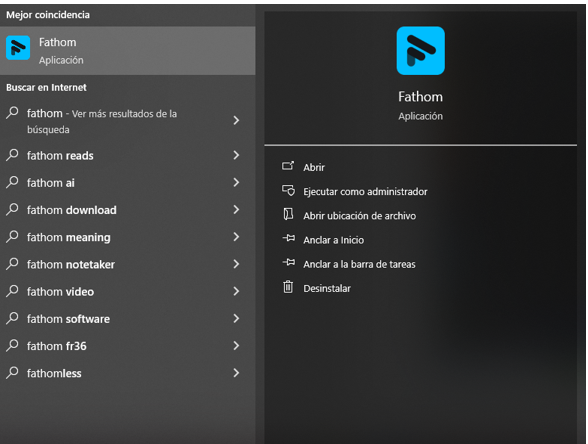 Mejor coincidencia
Fathom
Aplicación
Buscar en Internet
fathom - Ver más resultados de la
búsqueda
fathom reads
fathom ai
fathom download
fathom meaning
fathom notetaker
fathom video
fathom software
fathom fr36
fathomless
Fathom
Aplicación
Abrir
Ejecutar como administrador
Abrir ubicación de archivo
Anclar a Inicio
Anclar a la barra de tareas
Desinstalar